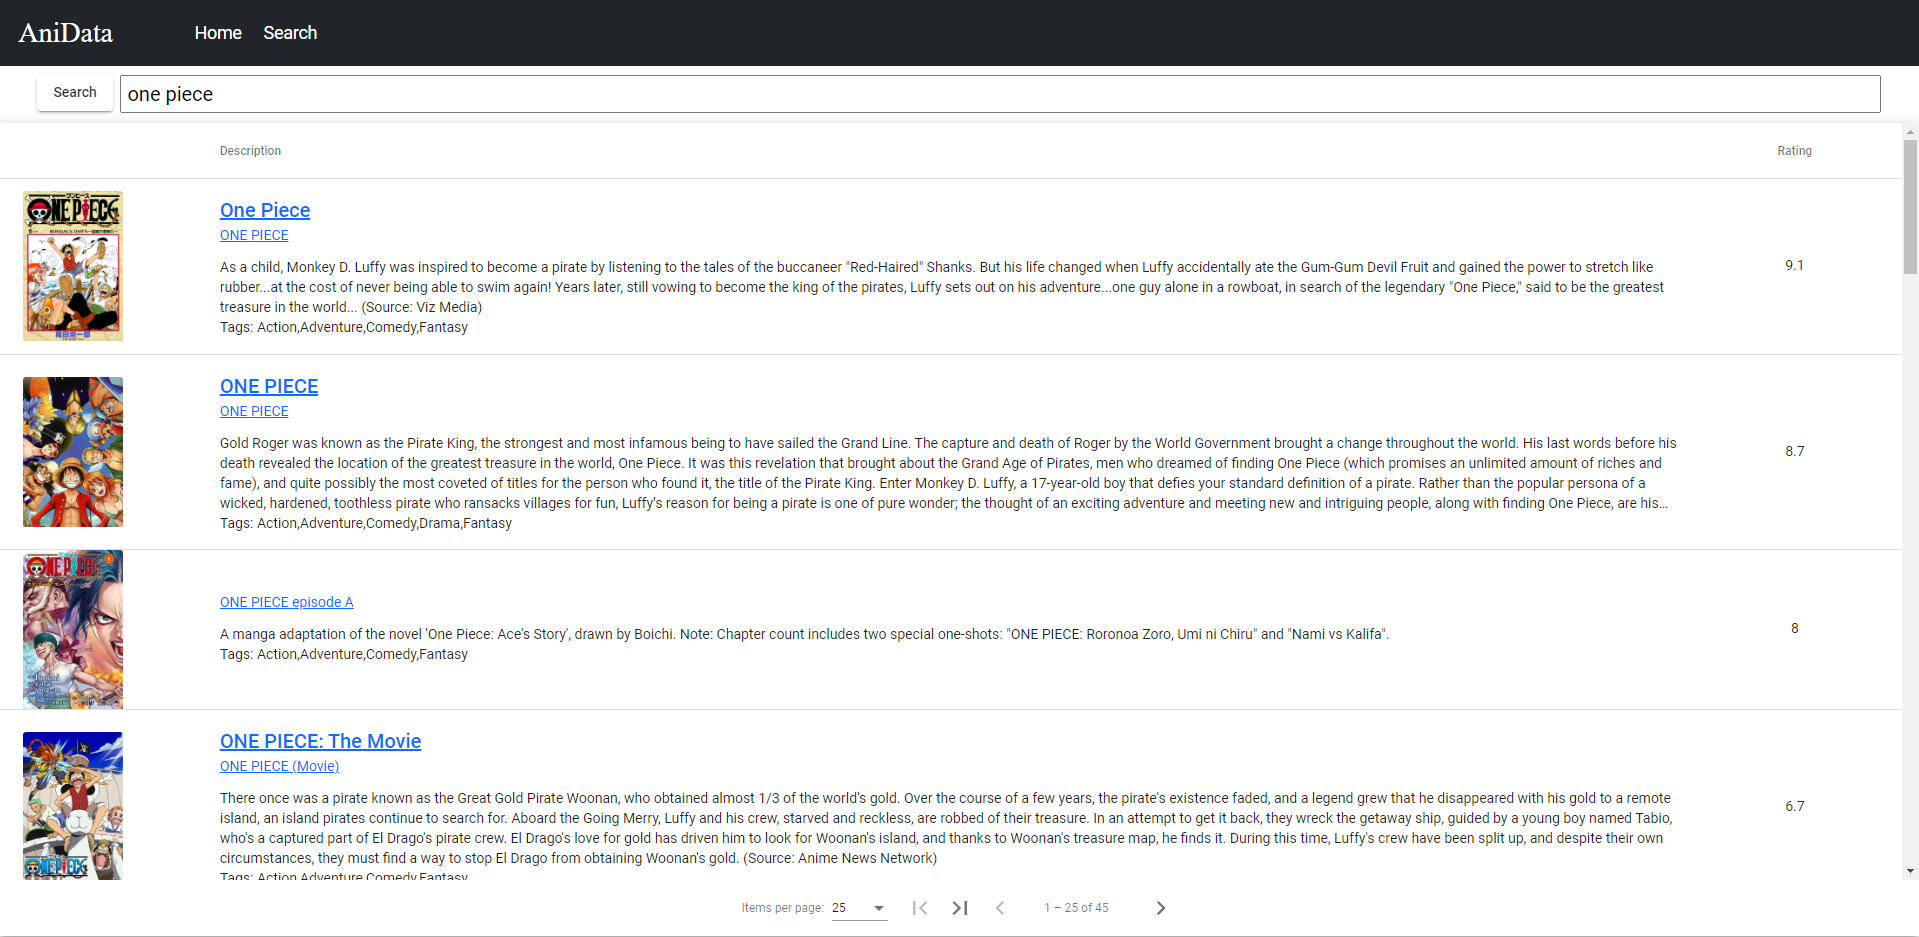 AniData
Home Search
Search
one piece
Description Rating
One Piece
ONE PIECE
As a child, Monkey D. Luffy was inspired to become a pirate by listening to the tales of the buccaneer "Red-Haired" Shanks. But his life changed when Luffy accidentally ate the Gum-Gum Devil Fruit and gained the power to stretch like
rubber...at the cost of never being able to swim again! Years later, still vowing to become the king of the pirates, Luffy sets out on his adventure...one guy alone in a rowboat, in search of the legendary "One Piece," said to be the greatest
treasure in the world... (Source: Viz Media)
Tags: Action,Adventure,Comedy,Fantasy
9.1
ONE PIECE
ONE PIECE
ONE PIECE
Gold Roger was known as the Pirate King, the strongest and most infamous being to have sailed the Grand Line. The capture and death of Roger by the World Government brought a change throughout the world. His last words before his
death revealed the location of the greatest treasure in the world, One Piece. It was this revelation that brought about the Grand Age of Pirates, men who dreamed of finding One Piece (which promises an unlimited amount of riches and
fame), and quite possibly the most coveted of titles for the person who found it, the title of the Pirate King. Enter Monkey D. Luffy, a 17-year-old boy that defies your standard definition of a pirate. Rather than the popular persona of a
wicked, hardened, toothless pirate who ransacks villages for fun, Luffy's reason for being a pirate is one of pure wonder; the thought of an exciting adventure and meeting new and intriguing people, along with finding One Piece, are his...
Tags: Action,Adventure,Comedy,Drama,Fantasy
8.7
ONE PIECE
ONE PIECE episode A
A manga adaptation of the novel 'One Piece: Ace's Story', drawn by Boichi. Note: Chapter count includes two special one-shots: "ONE PIECE: Roronoa Zoro, Umi ni Chiru" and "Nami vs Kalifa".
Tags: Action,Adventure,Comedy,Fantasy
8
ONE PIECE: The Movie
ONE PIECE (Movie)
There once was a pirate known as the Great Gold Pirate Woonan, who obtained almost 1/3 of the world's gold. Over the course of a few years, the pirate's existence faded, and a legend grew that he disappeared with his gold to a remote
island, an island pirates continue to search for. Aboard the Going Merry, Luffy and his crew, starved and reckless, are robbed of their treasure. In an attempt to get it back, they wreck the getaway ship, guided by a young boy named Tabio,
who's a captured part of El Drago's pirate crew. El Drago's love for gold has driven him to look for Woonan's island, and thanks to Woonan's treasure map, he finds it. During this time, Luffy's crew have been split up, and despite their own
circumstances, they must find a way to stop El Drago from obtaining Woonan's gold. (Source: Anime News Network)
Tags: Action,Adventure,Comedy,Fantasy
6.7
ONE PIECE
Items per page: 25 1 – 25 of 45